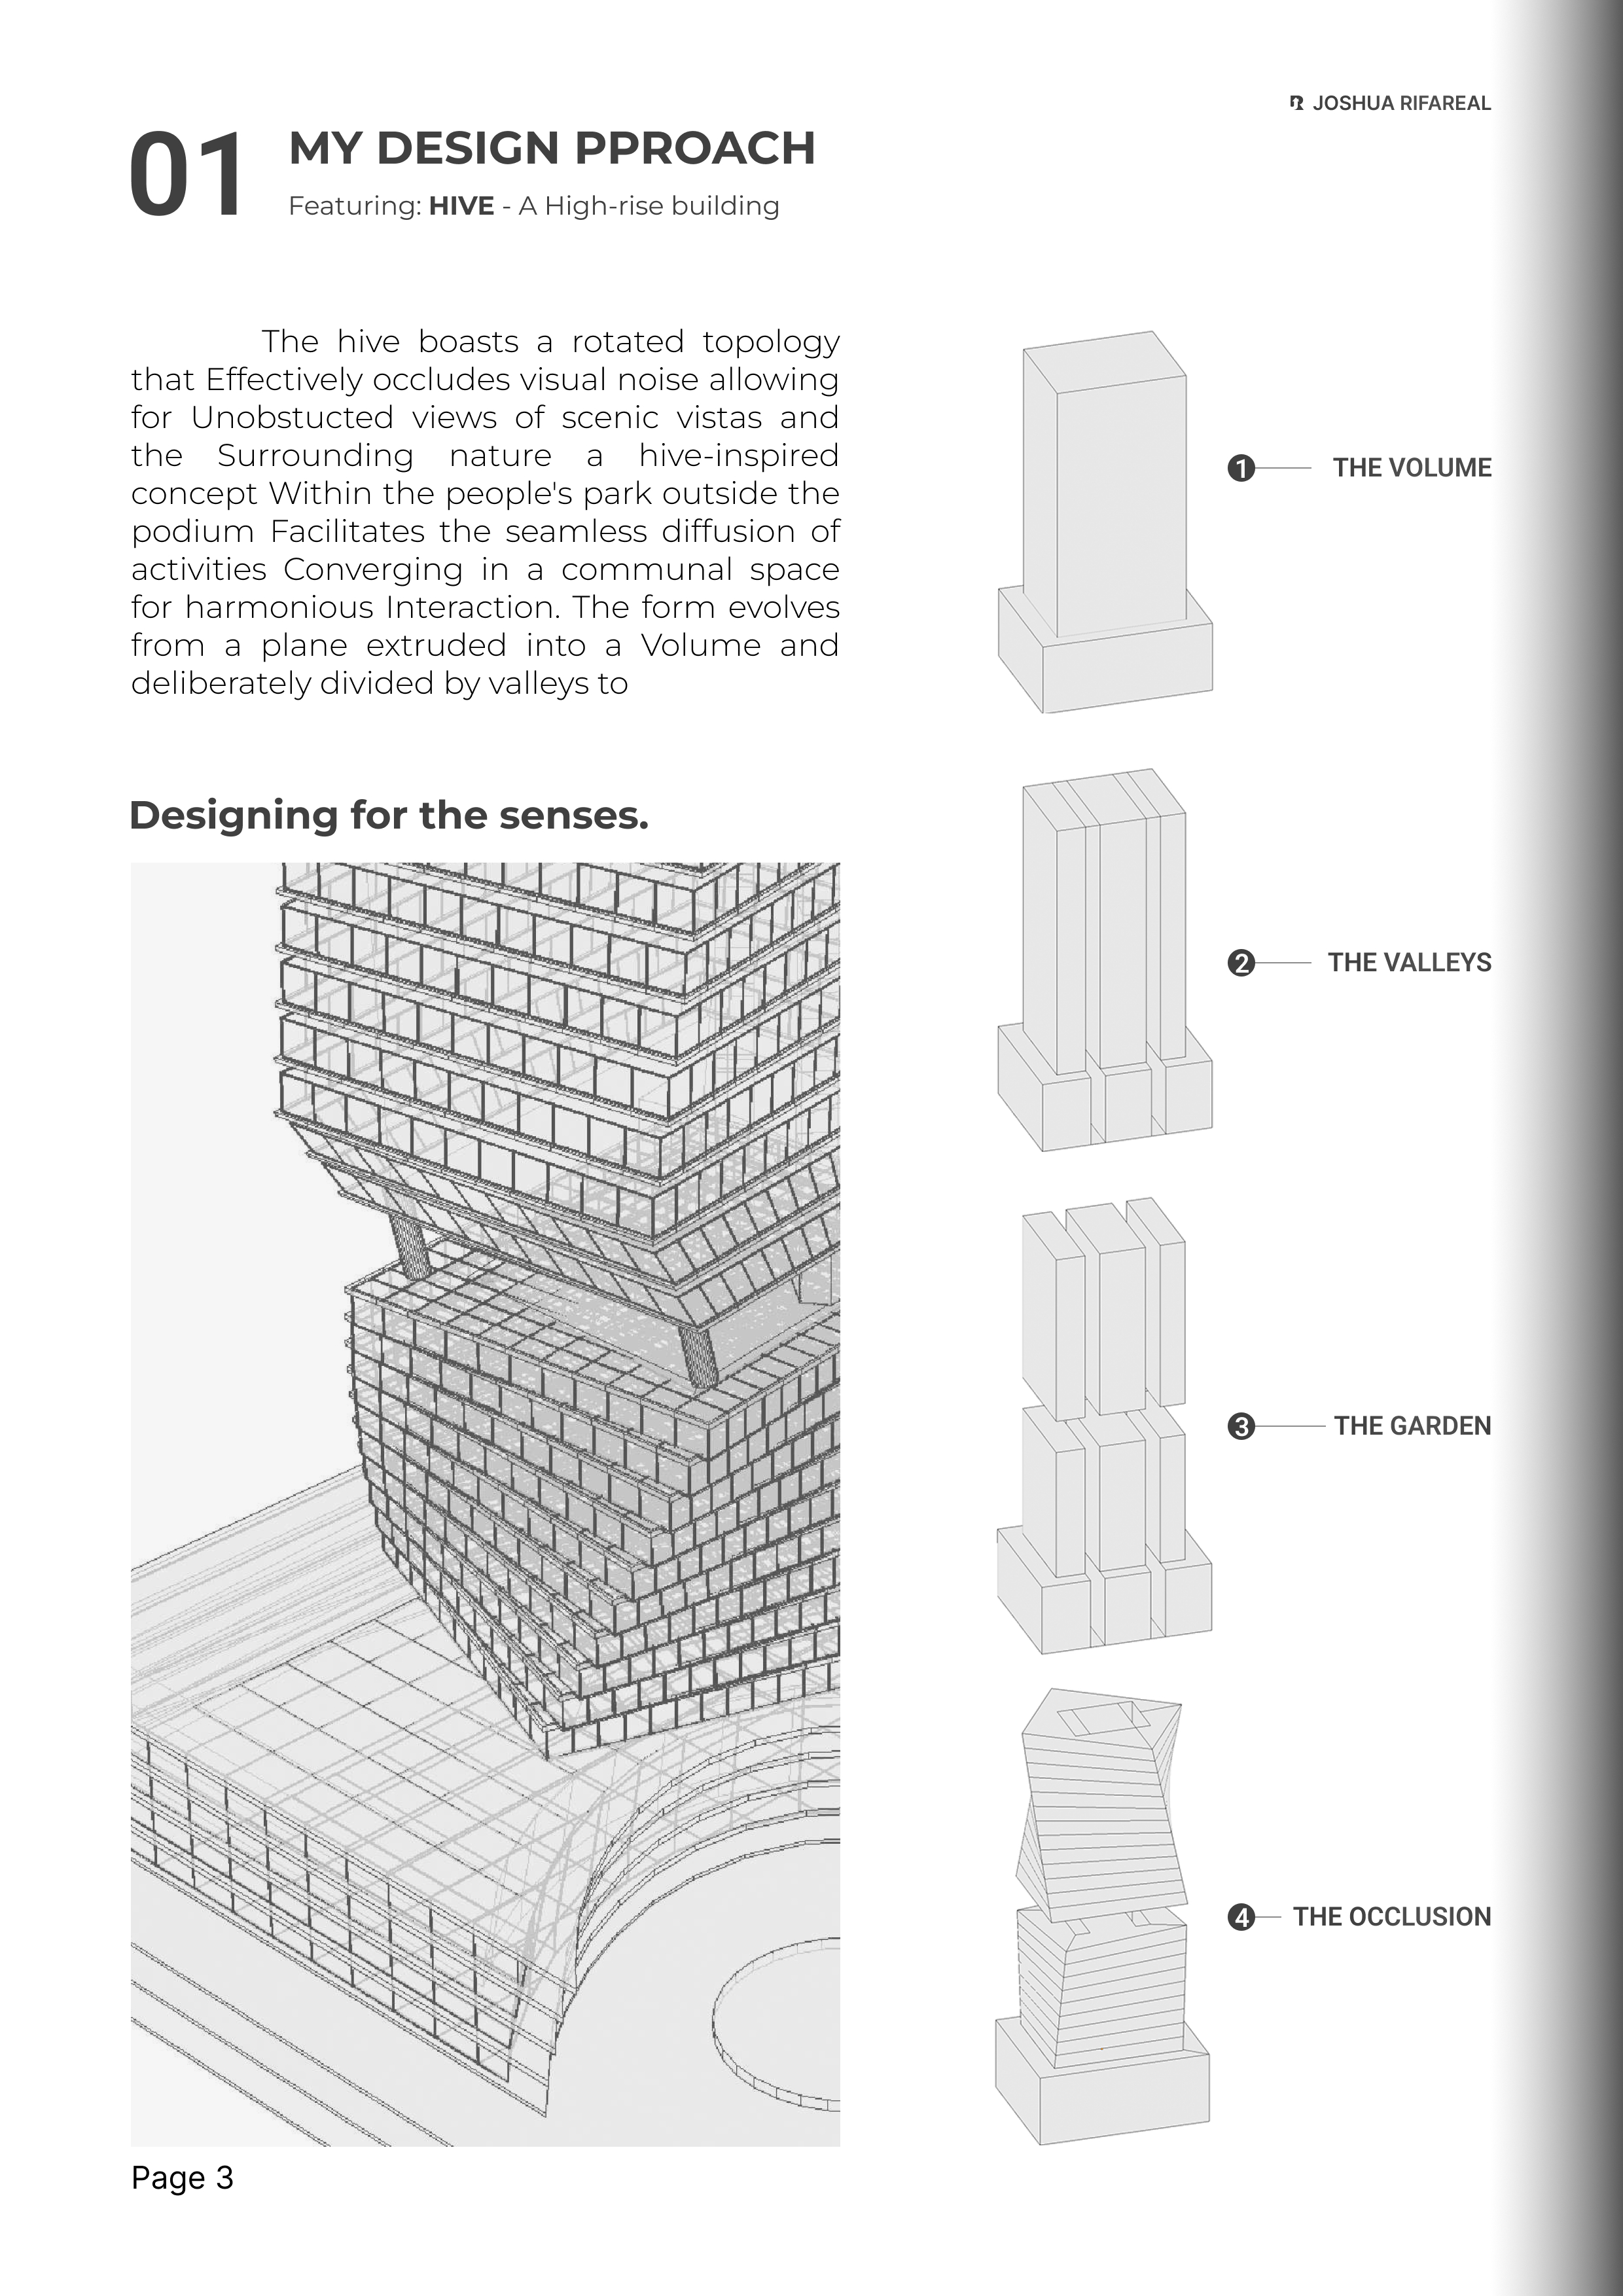 JOSHUA RIFAREAL
01
MY DESIGN PPROACH
Featuring: HIVE - A High-rise building
The hive boasts a rotated topology
that Effectively occludes visual noise allowing
for Unobstucted views of scenic vistas and
the Surrounding nature a hive-inspired
concept Within the people's park outside the
podium Facilitates the seamless diffusion of
activities Converging in a communal space
for harmonious Interaction. The form evolves
from a plane extruded into a Volume and
deliberately divided by valleys to
Designing for the senses.
1 THE VOLUME
2 THE VALLEYS
3 THE GARDEN
4 THE OCCLUSION
Page 3